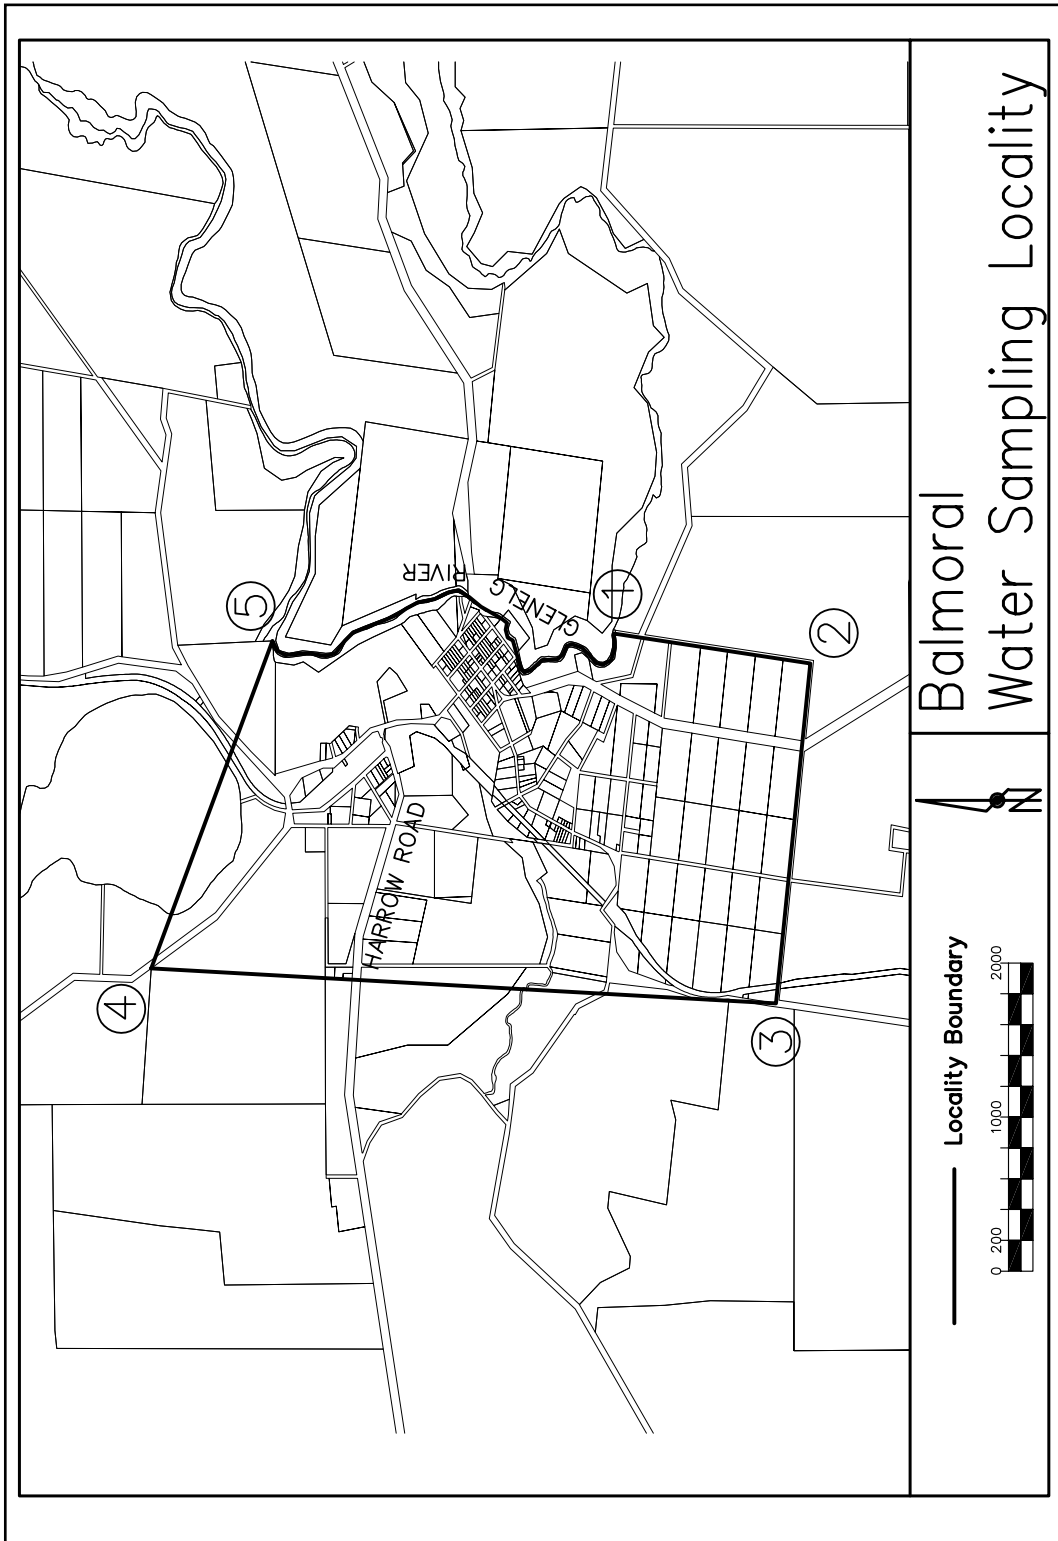 Balmoral
Water Sampling Locality
N
Locality Boundary
0 200 1000 2000
HARROW ROAD
GLENELG
RIVER
1
2
3
4
5